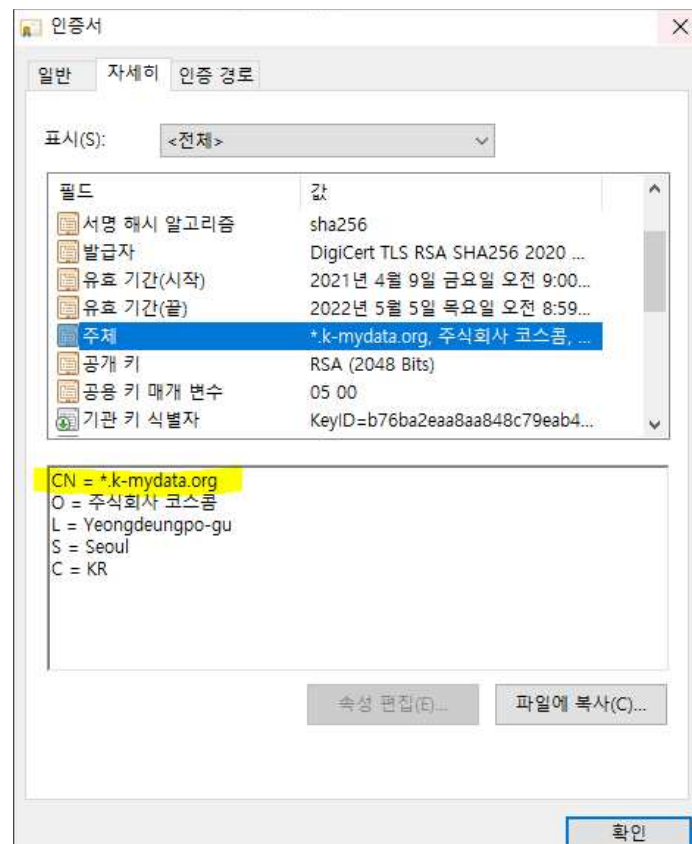 인증서
일반 자세히 인증 경로
표시(S): <전체>
필드 값
서명 해시 알고리즘 sha256
발급자 DigiCert TLS RSA SHA256 2020 ...
유효 기간(시작) 2021년 4월 9일 금요일 오전 9:00...
유효 기간(끝) 2022년 5월 5일 목요일 오전 8:59...
주체 *.k-mydata.org, 주식회사 코스콤, ...
공개 키 RSA (2048 Bits)
공용 키 매개 변수 05 00
기관 키 식별자 KeyID=b76ba2eaa8aa848c79eab4...
CN = *.k-mydata.org
O = 주식회사 코스콤
L = Yeongdeungpo-gu
S = Seoul
C = KR
속성 편집(E)... 파일에 복사(C)...
확인